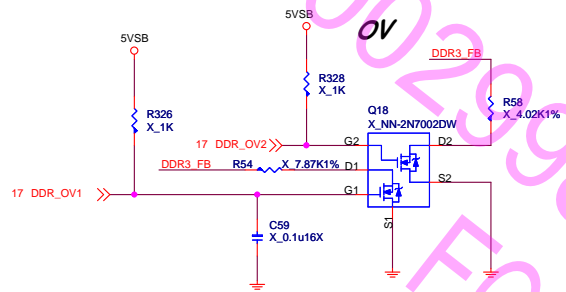 5VSB
5VSB
OV
DDR3_FB
R328
X_1K
R326
X_1K
R58
X_4.02K1%
Q18
X_NN-2N7002DW
17 DDR_OV2
G2
D2
DDR3_FB
R54
X_7.87K1%
D1
S2
17 DDR_OV1
G1
S1
C59
X_0.1u16X